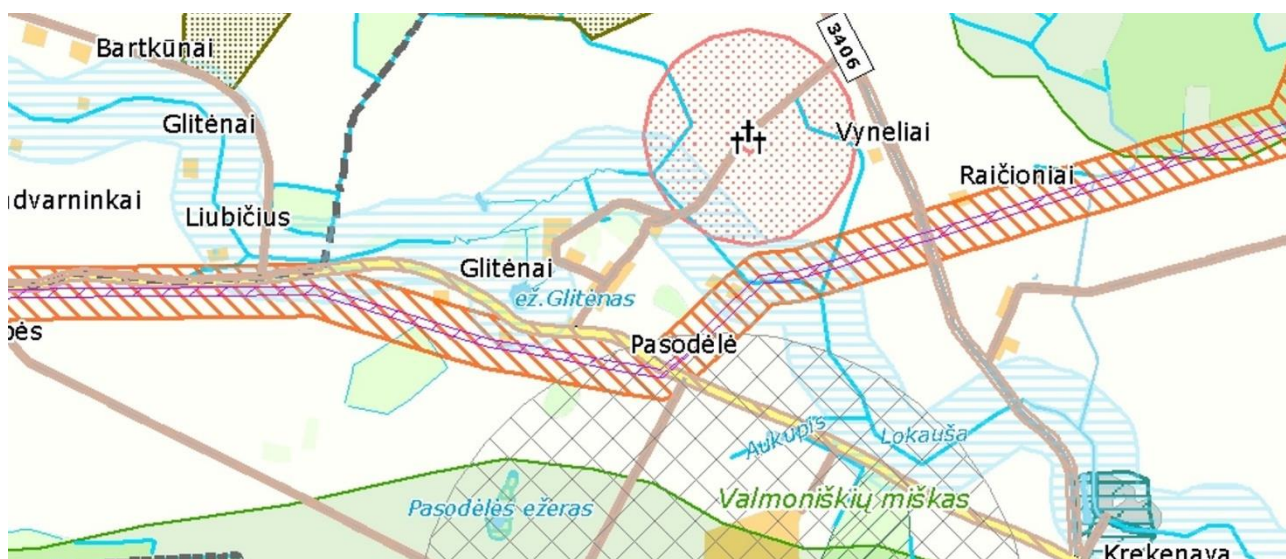 Bartkūnai
3406
Glitėnai
Vyneliai
Raičioniai
dvarninkai
Liubičius
Glitėnai
ež.Glitėnas
ės
Pasodėlė
Aukupis
Lokauša
Pasodėlės ežeras
Valmoniškių miškas
Krekenava